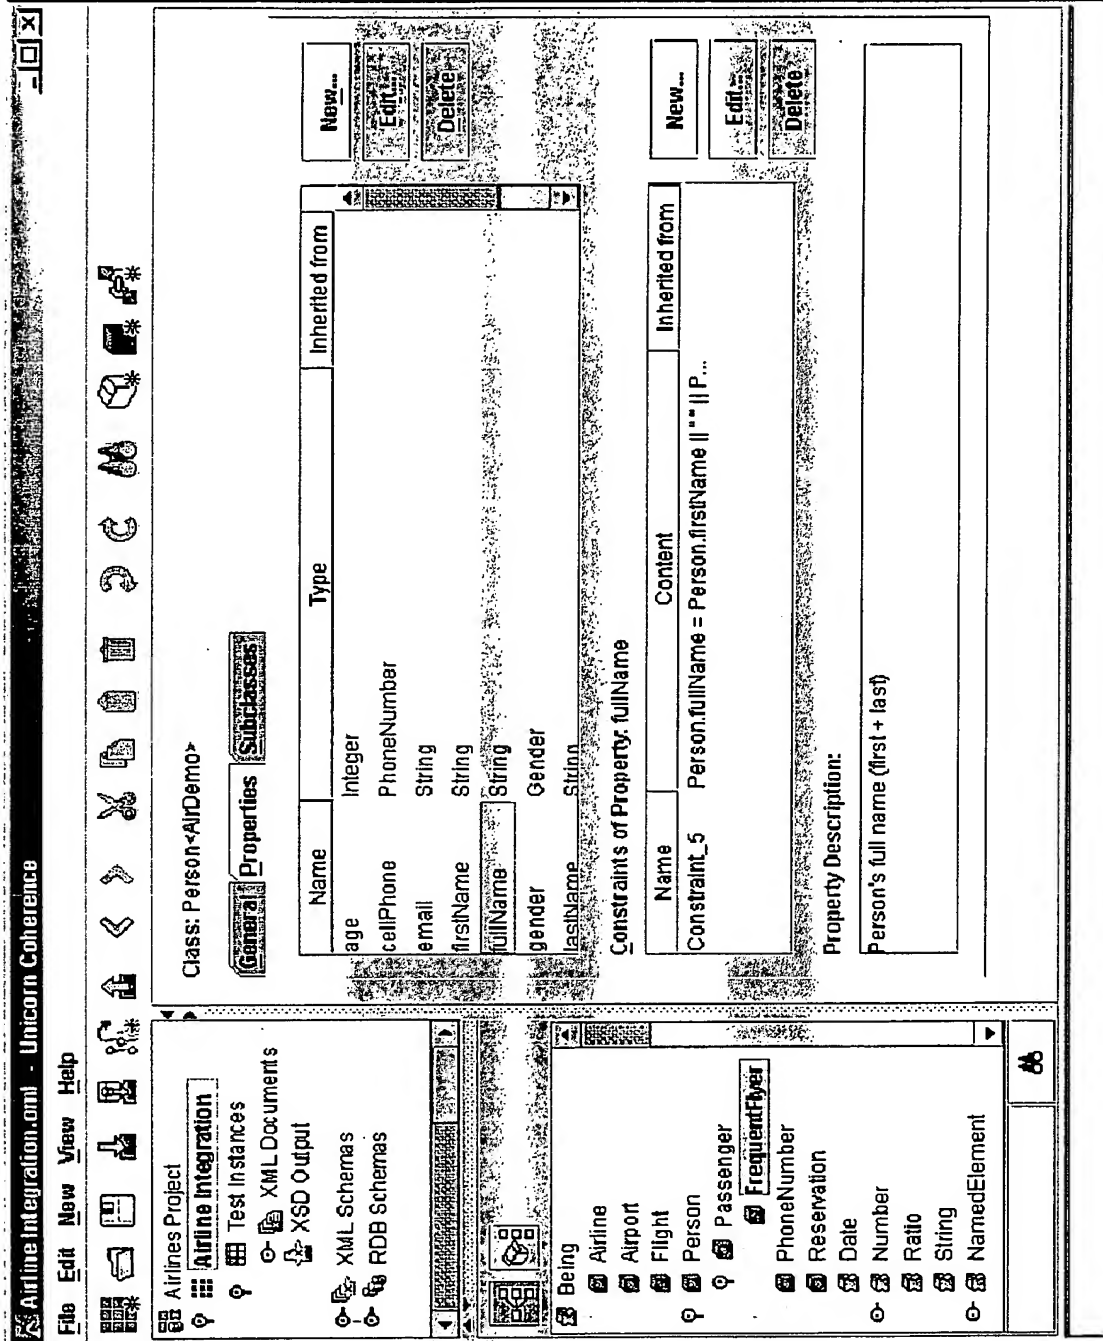 Airline Integration.oml - Unicorn Coherence
File Edit New View Help
Airlines Project
Airline Integration
Test Instances
XML Documents
XSD Output
XML Schemas
RDB Schemas
Being
Airline
Airport
Flight
Person
Passenger
FrequentFlyer
PhoneNumber
Reservation
Date
Number
Ratio
String
NamedElement
Class: Person<AirDemo>
General Properties Subclasses
Name Type Inherited from
age Integer
cellPhone PhoneNumber
email String
firstName String
fullName String
gender Gender
lastName String
New...
Edit...
Delete
Constraints of Property: fullName
Name Content Inherited from
Constraint_5 Person.fullName = Person.firstName || " " || P...
New...
Edit...
Delete
Property Description:
Person's full name (first + last)